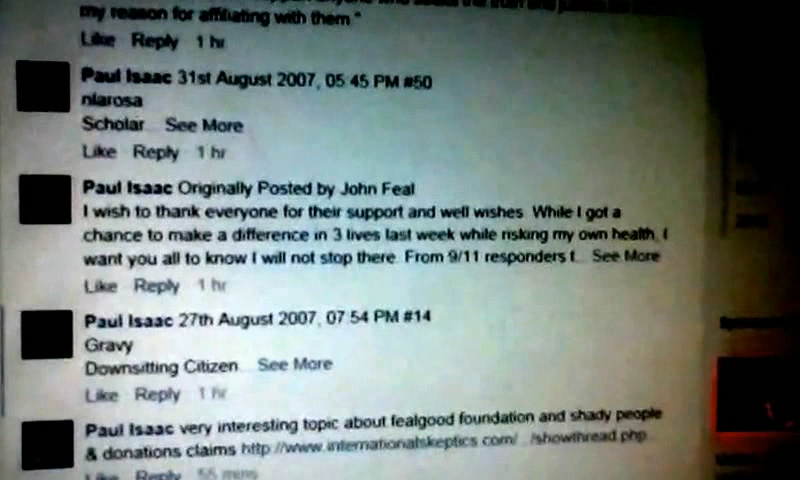 my reason for affiliating with them "
Like Reply 1 hr
Paul Isaac 31st August 2007, 05:45 PM #50
nlarosa
Scholar... See More
Like Reply 1 hr
Paul Isaac Originally Posted by John Feal
I wish to thank everyone for their support and well wishes. While I got a
chance to make a difference in 3 lives last week while risking my own health, I
want you all to know I will not stop there. From 9/11 responders t... See More
Like Reply 1 hr
Paul Isaac 27th August 2007, 07:54 PM #14
Gravy
Downsitting Citizen... See More
Like Reply 1 hr
Paul Isaac very interesting topic about fealgood foundation and shady people
& donations claims http://www.internationalskeptics.com/.../showthread.php...
Like Reply 55 mins